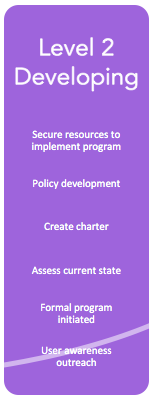 Level 2
Developing
Secure resources to
implement program
Policy development
Create charter
Assess current state
Formal program
initiated
User awareness
outreach